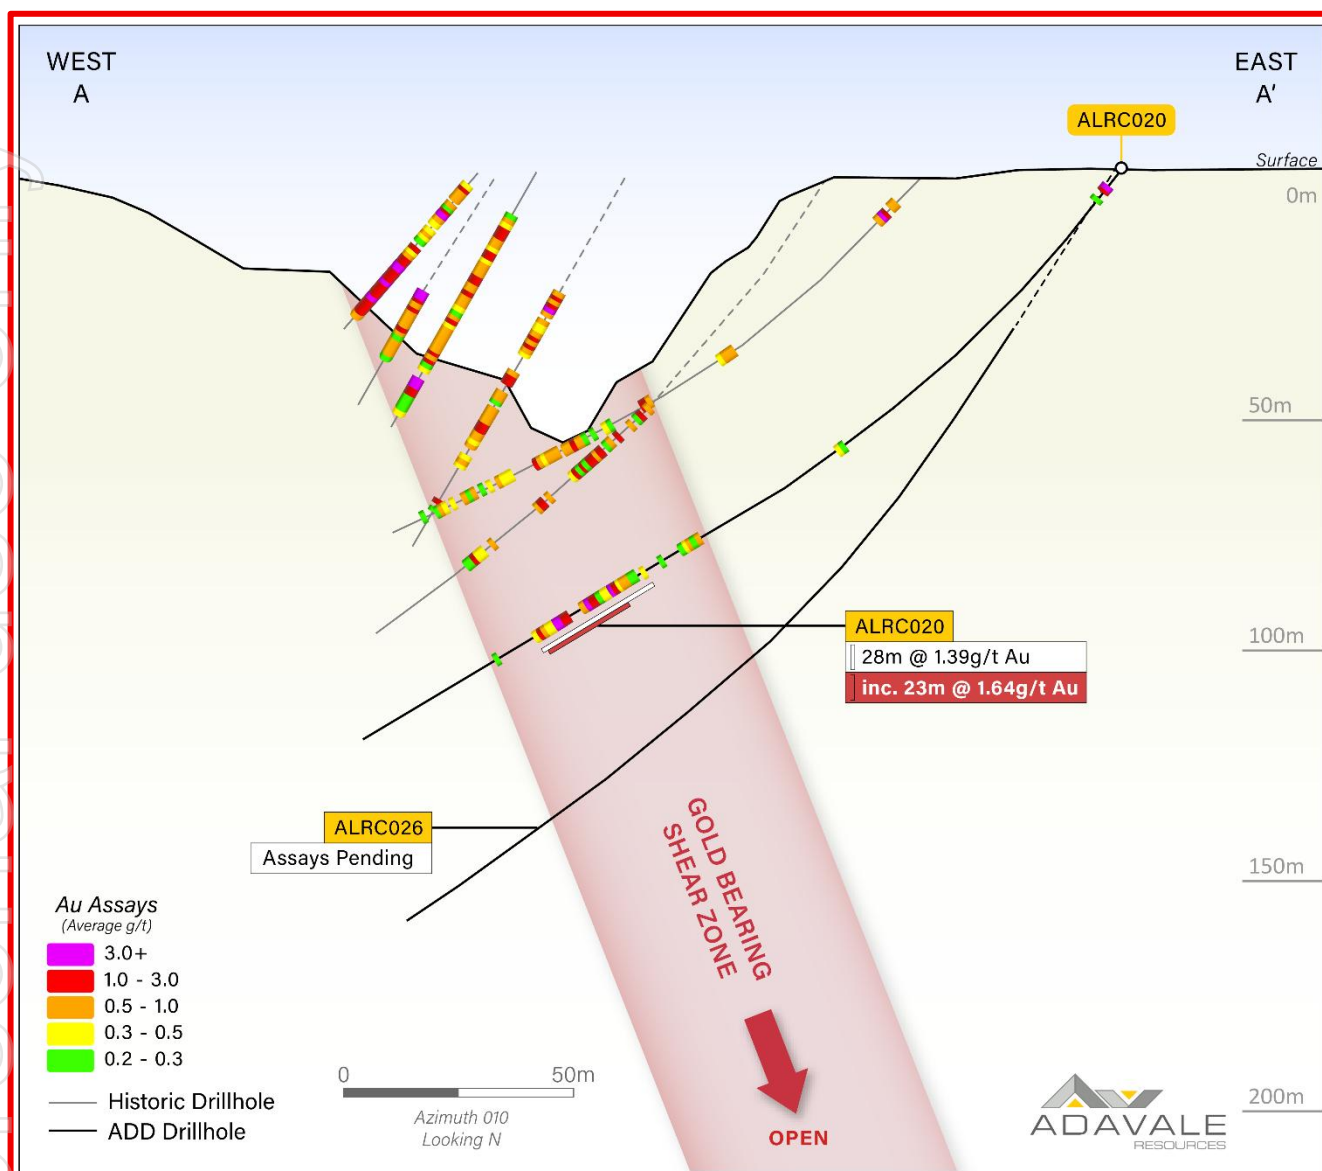 WEST
A
EAST
A'
ALRC020
Surface
0m
50m
100m
150m
200m
ALRC020
28m @ 1.39g/t Au
inc. 23m @ 1.64g/t Au
ALRC026
Assays Pending
GOLD BEARING
SHEAR ZONE
OPEN
Au Assays
(Average g/t)
3.0+
1.0 - 3.0
0.5 - 1.0
0.3 - 0.5
0.2 - 0.3
Historic Drillhole
ADD Drillhole
0 50m
Azimuth 010
Looking N
ADAVALE
RESOURCES